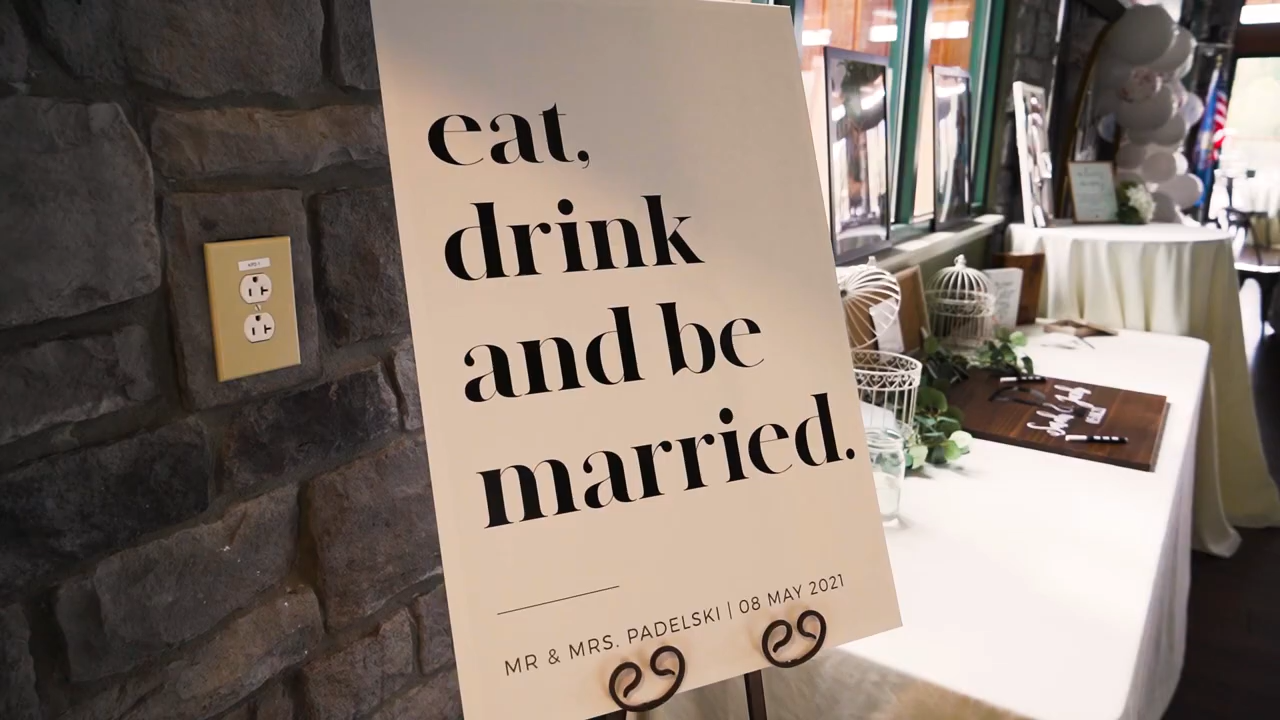 eat,
drink
and be
married.
MR & MRS. PADELSKI | 08 MAY 2021